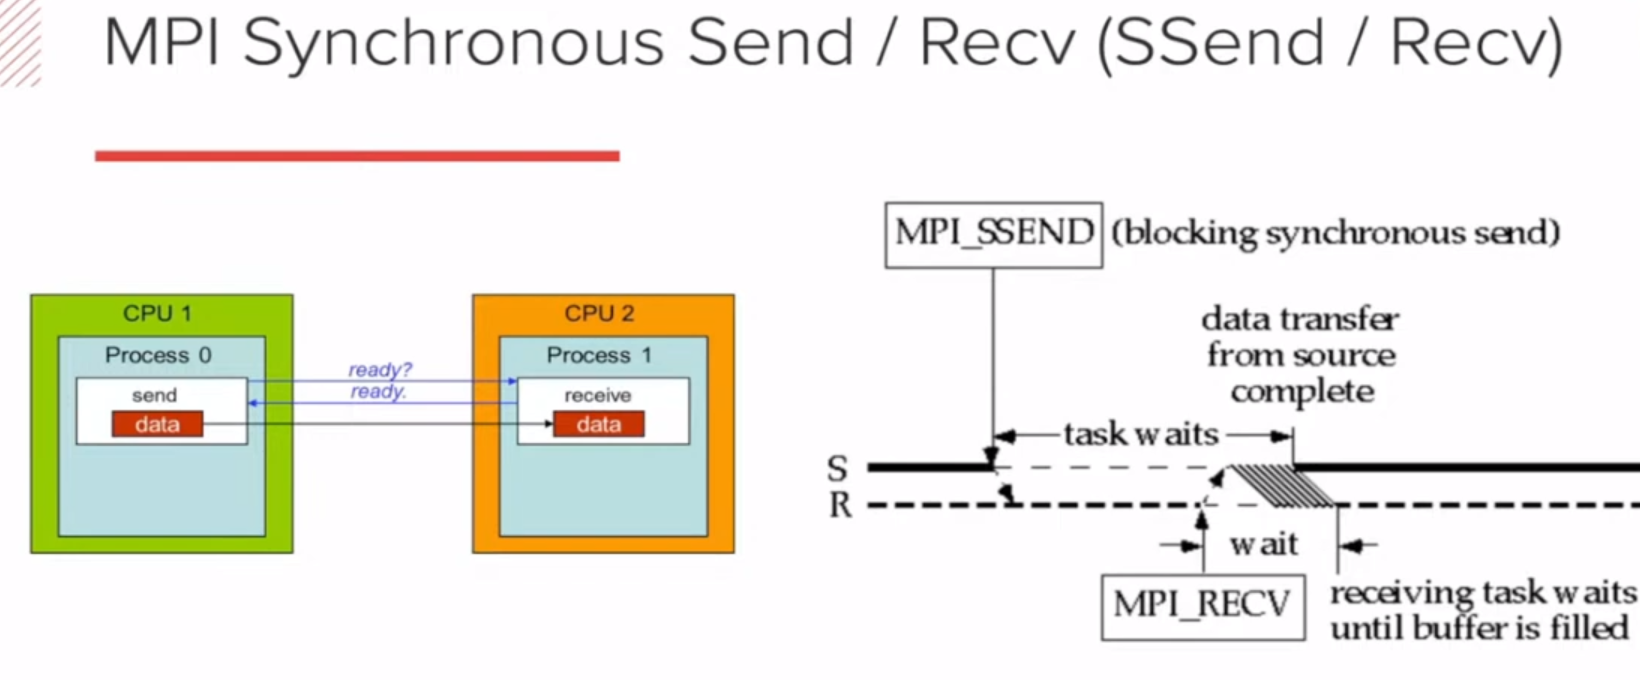 MPI Synchronous Send / Recv (SSend / Recv)
CPU 1
Process 0
send
data
ready?
ready.
CPU 2
Process 1
receive
data
MPI_SSEND (blocking synchronous send)
data transfer
from source
complete
task waits
S
R
wait
MPI_RECV
receiving task waits
until buffer is filled